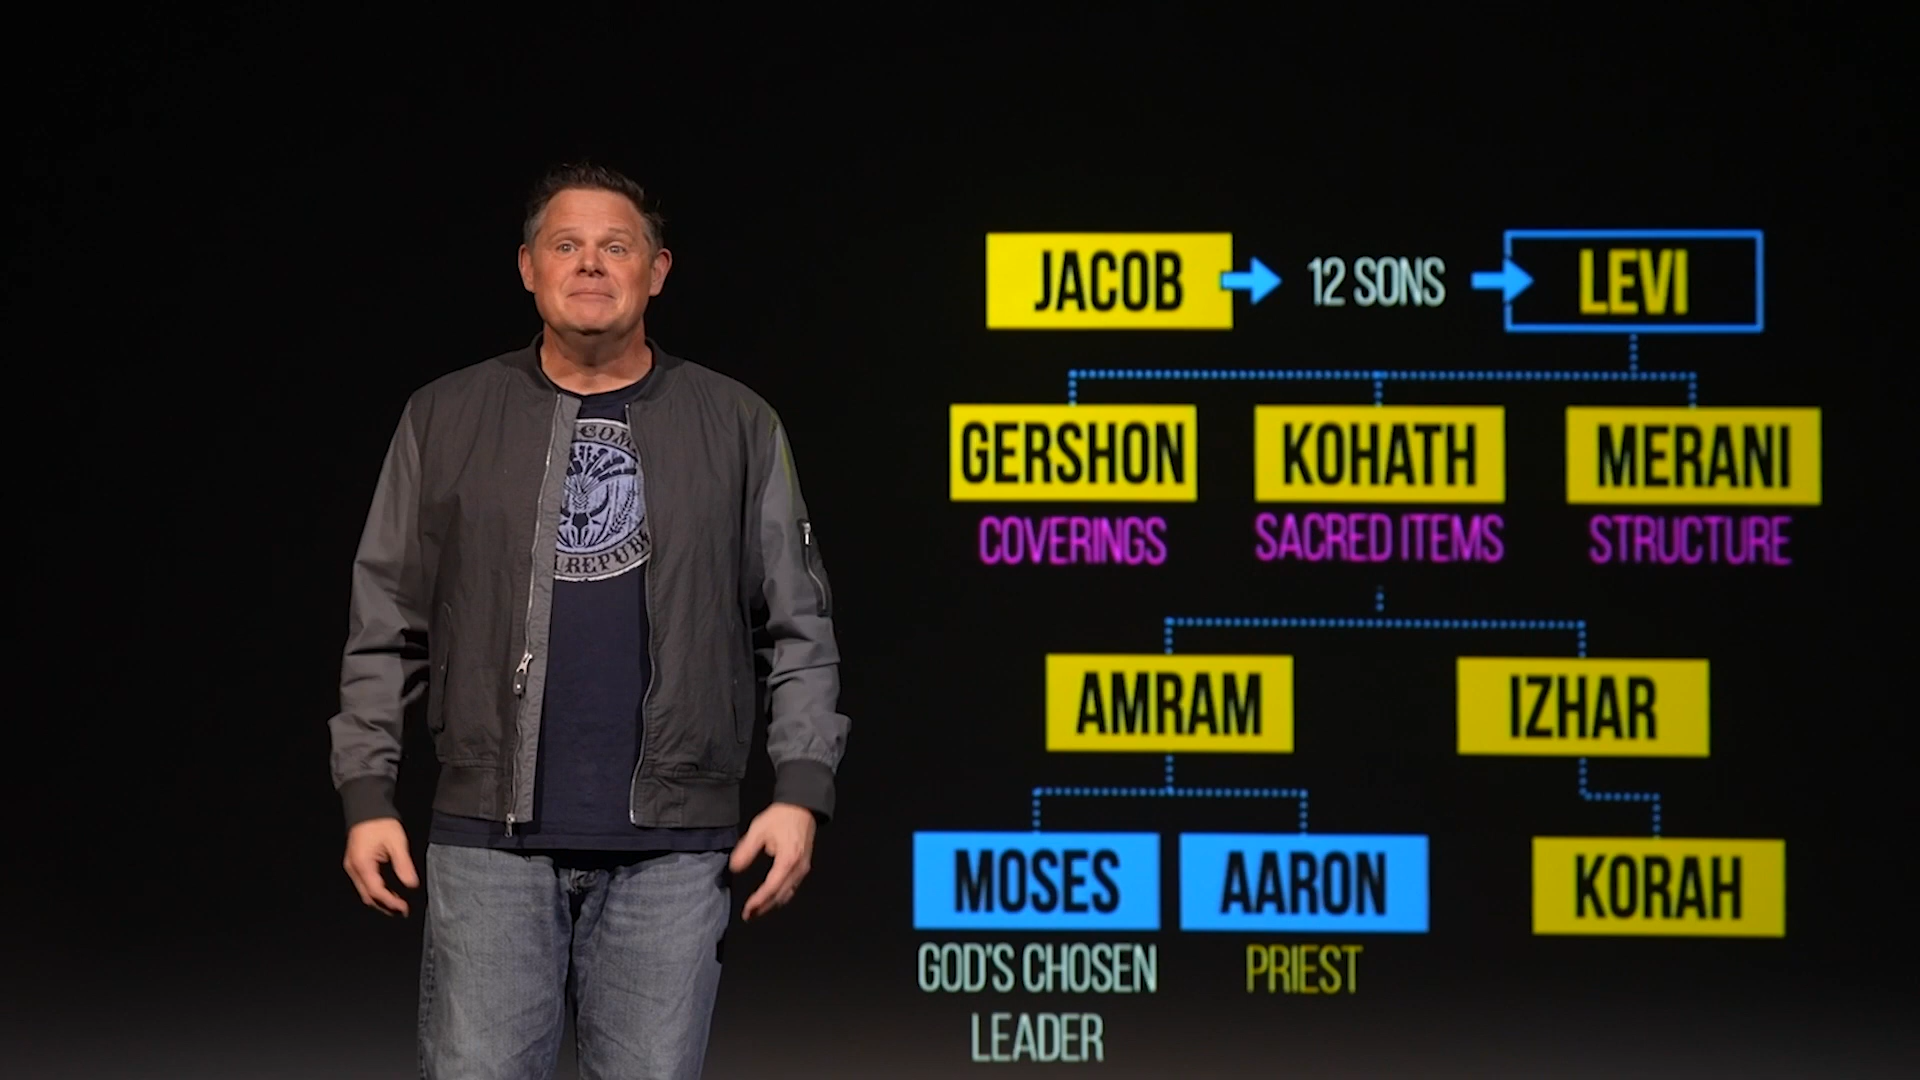 JACOB 12 SONS LEVI
GERSHON KOHATH MERANI
COVERINGS SACRED ITEMS STRUCTURE
AMRAM IZHAR
MOSES AARON KORAH
GOD'S CHOSEN PRIEST
LEADER